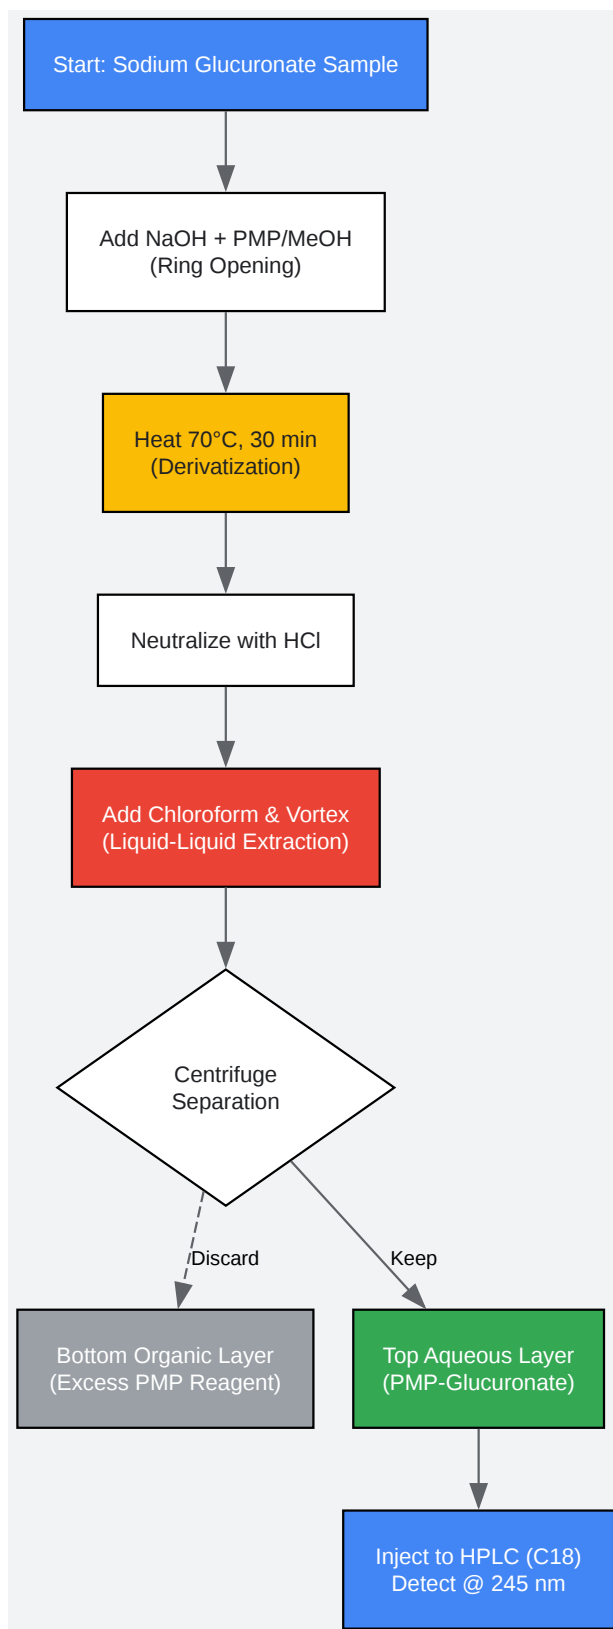 Start: Sodium Glucuronate Sample
Add NaOH + PMP/MeOH
(Ring Opening)
Heat 70°C, 30 min
(Derivatization)
Neutralize with HCl
Add Chloroform & Vortex
(Liquid-Liquid Extraction)
Centrifuge
Separation
Discard
Keep
Bottom Organic Layer
(Excess PMP Reagent)
Top Aqueous Layer
(PMP-Glucuronate)
Inject to HPLC (C18)
Detect @ 245 nm